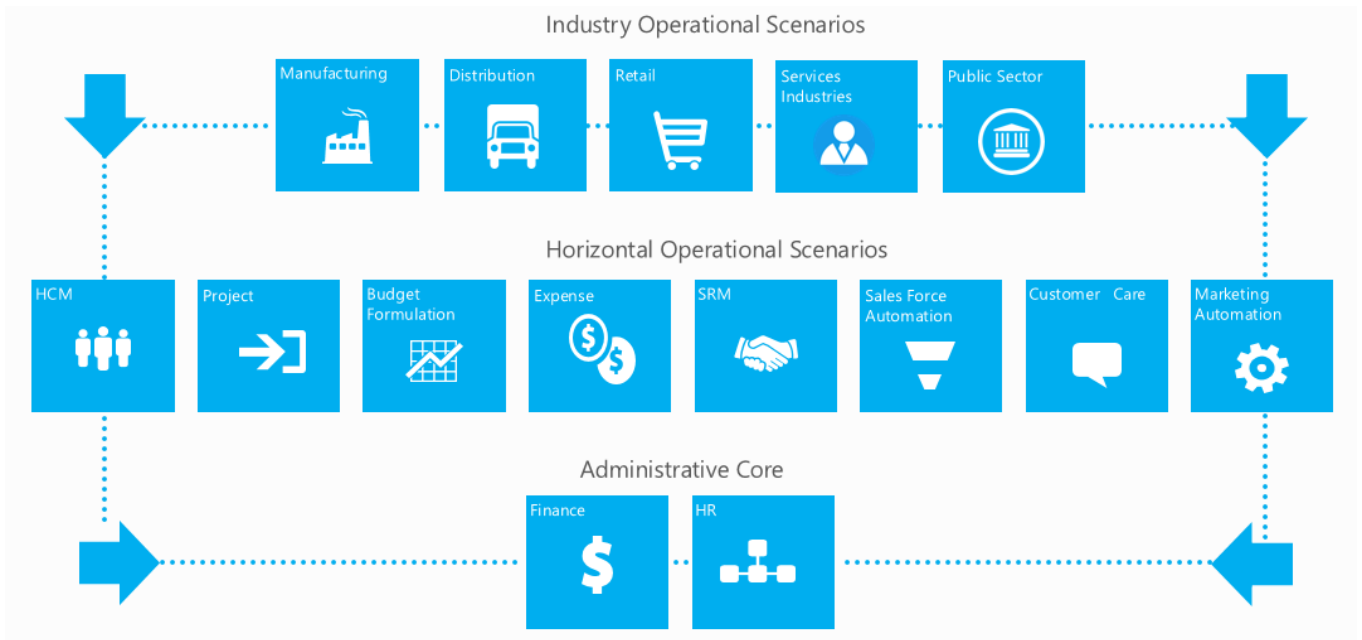 Industry Operational Scenarios
Manufacturing
Distribution
Retail
Services
Industries
Public Sector
Horizontal Operational Scenarios
HCM
Project
Budget
Formulation
Expense
SRM
Sales Force
Automation
Customer Care
Marketing
Automation
Administrative Core
Finance
HR